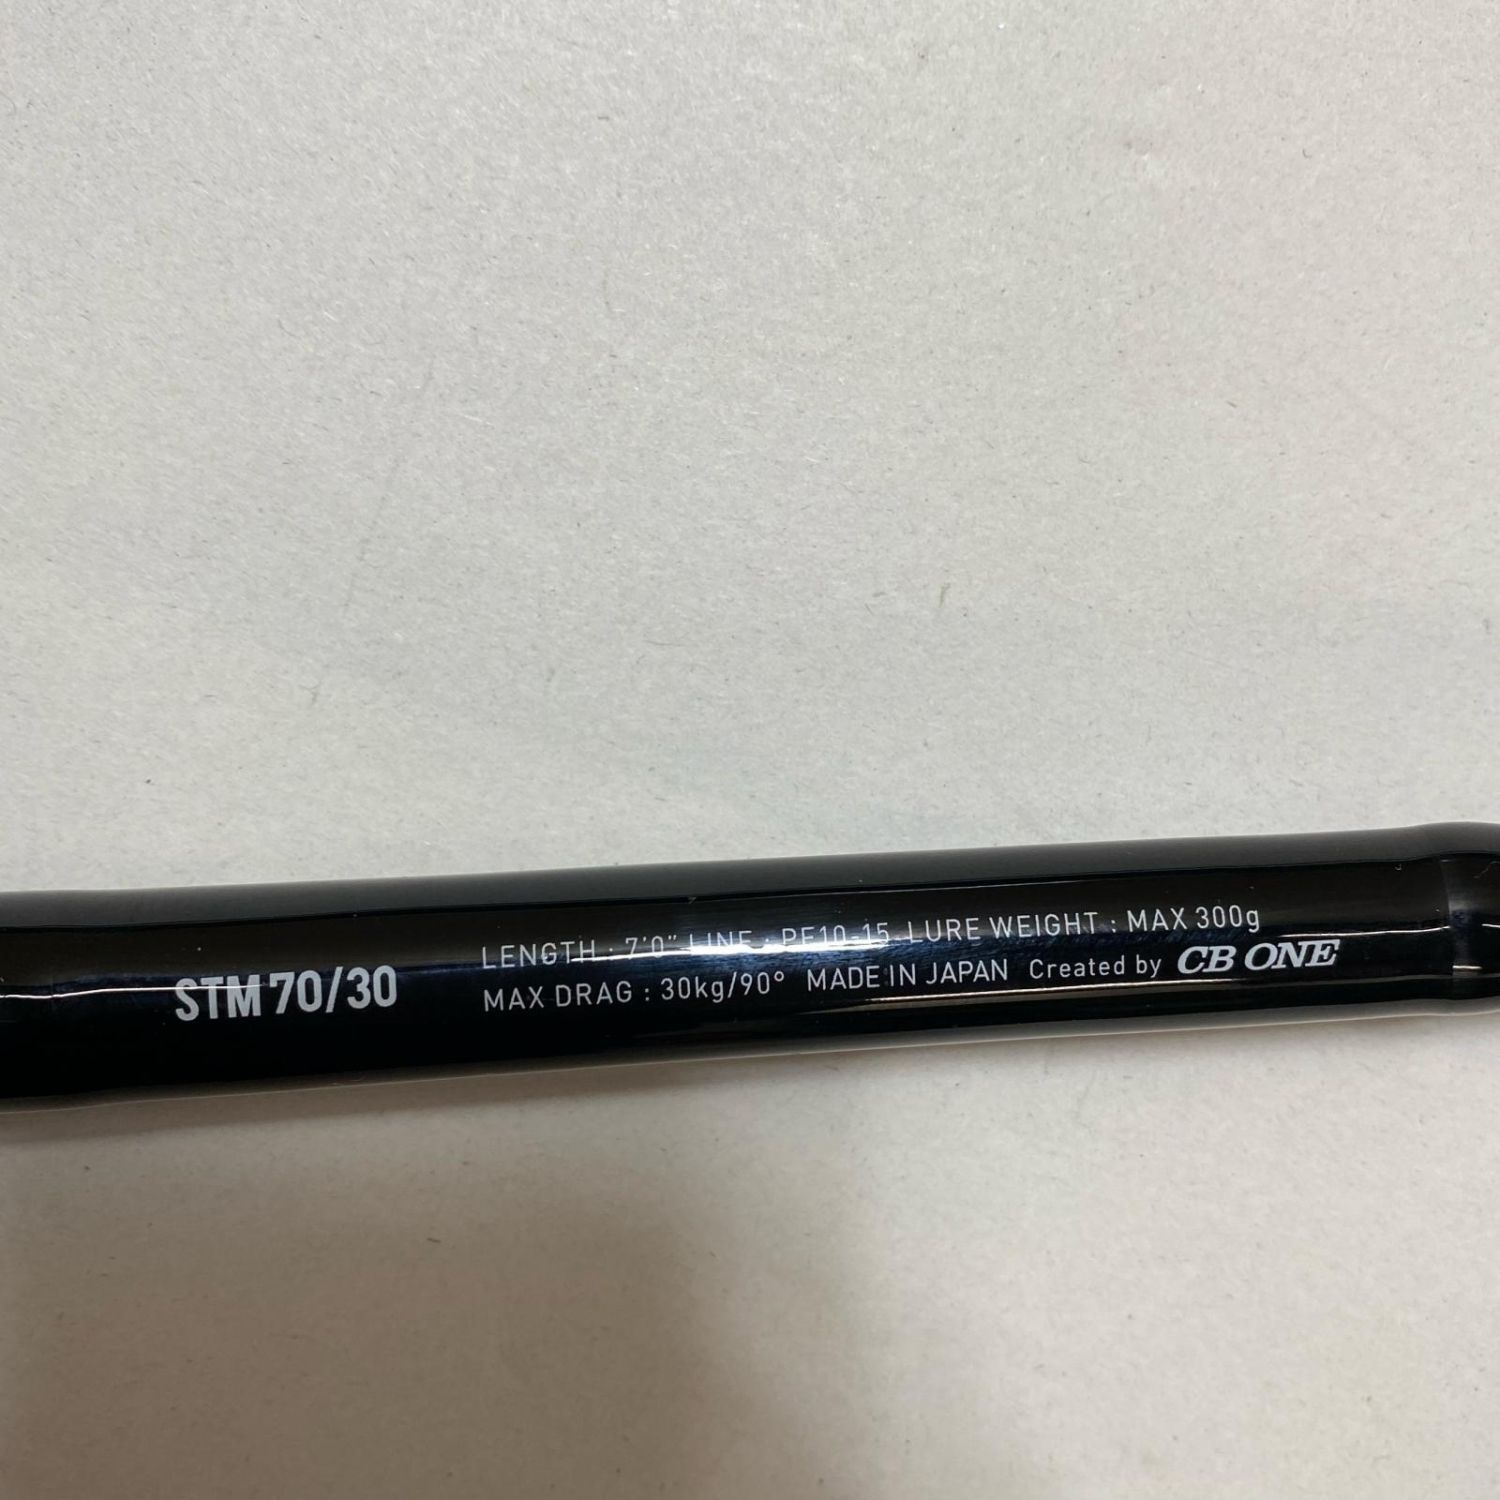 STM 70/30
LENGTH : 7'0" LINE : PE10-15 LURE WEIGHT : MAX 300g
MAX DRAG : 30kg/90° MADE IN JAPAN Created by CB ONE